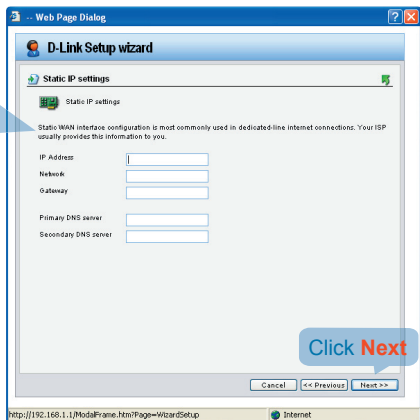 -- Web Page Dialog
D-Link Setup wizard
Static IP settings
Static IP settings
Static WAN interface configuration is most commonly used in dedicated-line internet connections. Your ISP
usually provides this information to you.
IP Address
Network
Gateway
Primary DNS server
Secondary DNS server
Click Next
Cancel
<< Previous
Next >>
http://192.168.1.1/ModalFrame.htm?Page=WizardSetup
Internet